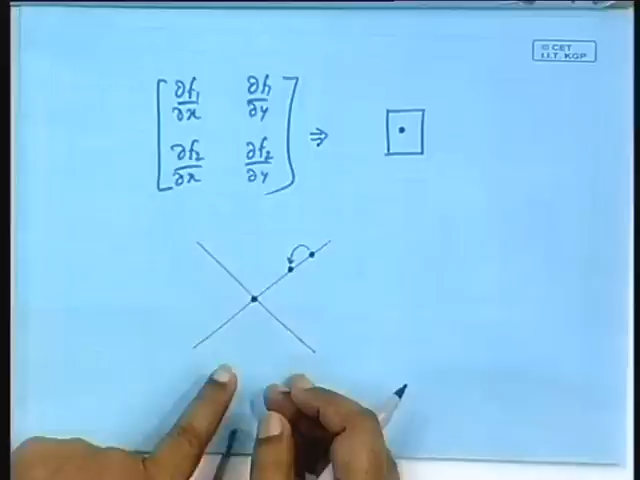 © CET
I.I.T. KGP
∂f₁/∂x ∂f₁/∂y ⇒
∂f₂/∂x ∂f₂/∂y